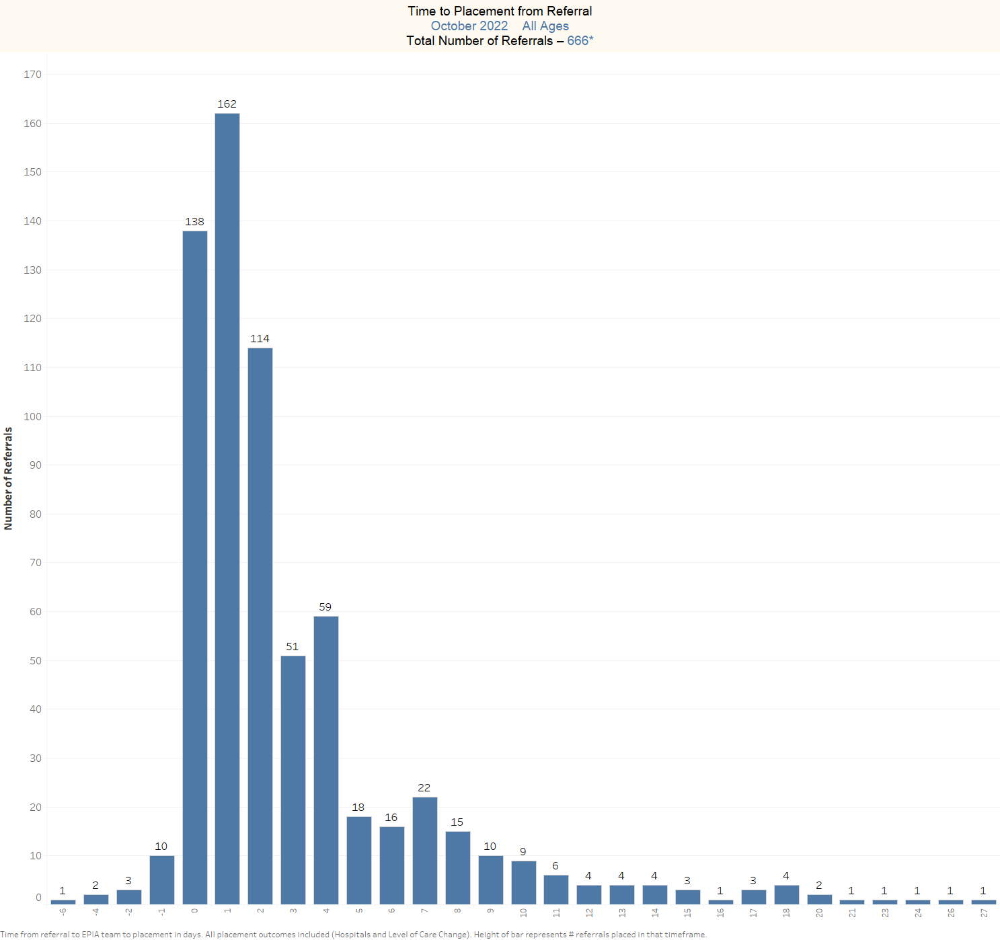 Time to Placement from Referral
October 2022 All Ages
Total Number of Referrals – 666*
170
160
150
140
130
120
110
100
90
80
70
60
50
40
30
20
10
0
Number of Referrals
1 2 3 10 138 162 114 51 59 18 16 22 15 10 9 6 4 4 4 3 1 3 4 2 1 1 1 1 1
-6 -4 -2 -1 0 1 2 3 4 5 6 7 8 9 10 11 12 13 14 15 16 17 18 20 21 23 24 26 27
Time from referral to EPIA team to placement in days. All placement outcomes included (Hospitals and Level of Care Change). Height of bar represents # referrals placed in that timeframe.